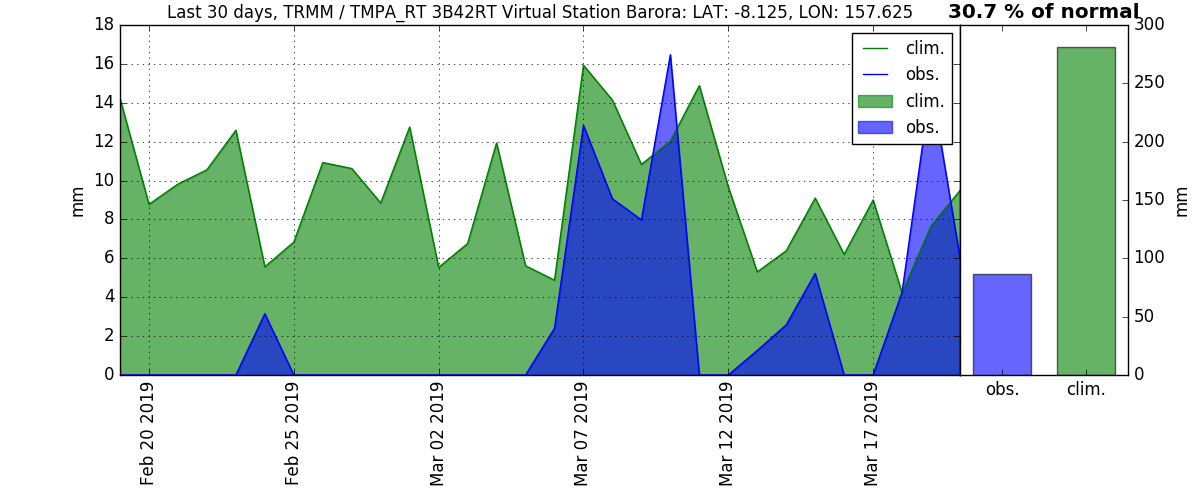 Last 30 days, TRMM / TMPA_RT 3B42RT Virtual Station Barora: LAT: -8.125, LON: 157.625
30.7 % of normal
18
16
14
12
10
8
6
4
2
0
mm
clim.
obs.
clim.
obs.
Feb 20 2019
Feb 25 2019
Mar 02 2019
Mar 07 2019
Mar 12 2019
Mar 17 2019
300
250
200
150
100
50
0
mm
obs.
clim.